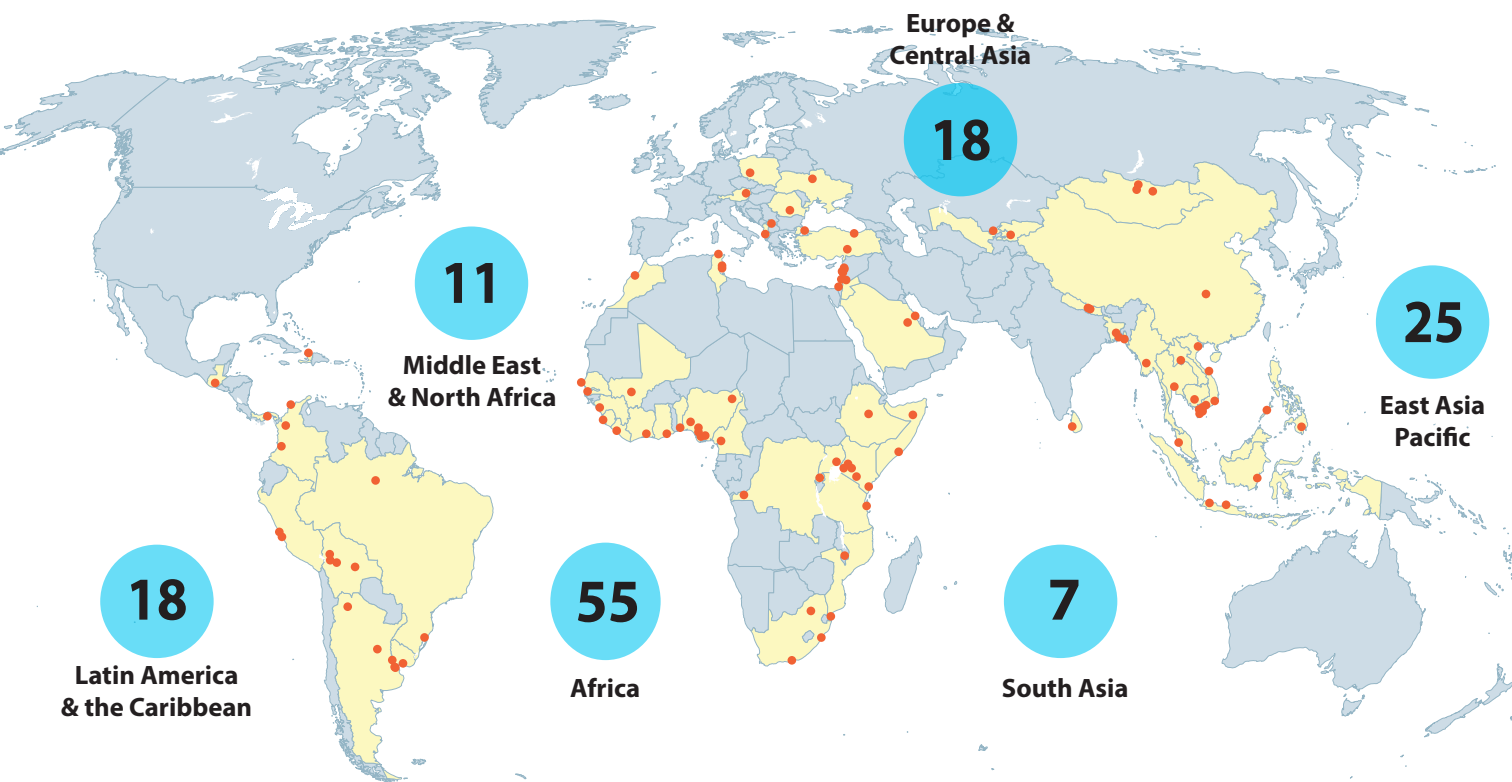 Europe &
Central Asia
18
11
Middle East
& North Africa
25
East Asia
Pacific
18
Latin America
& the Caribbean
55
Africa
7
South Asia